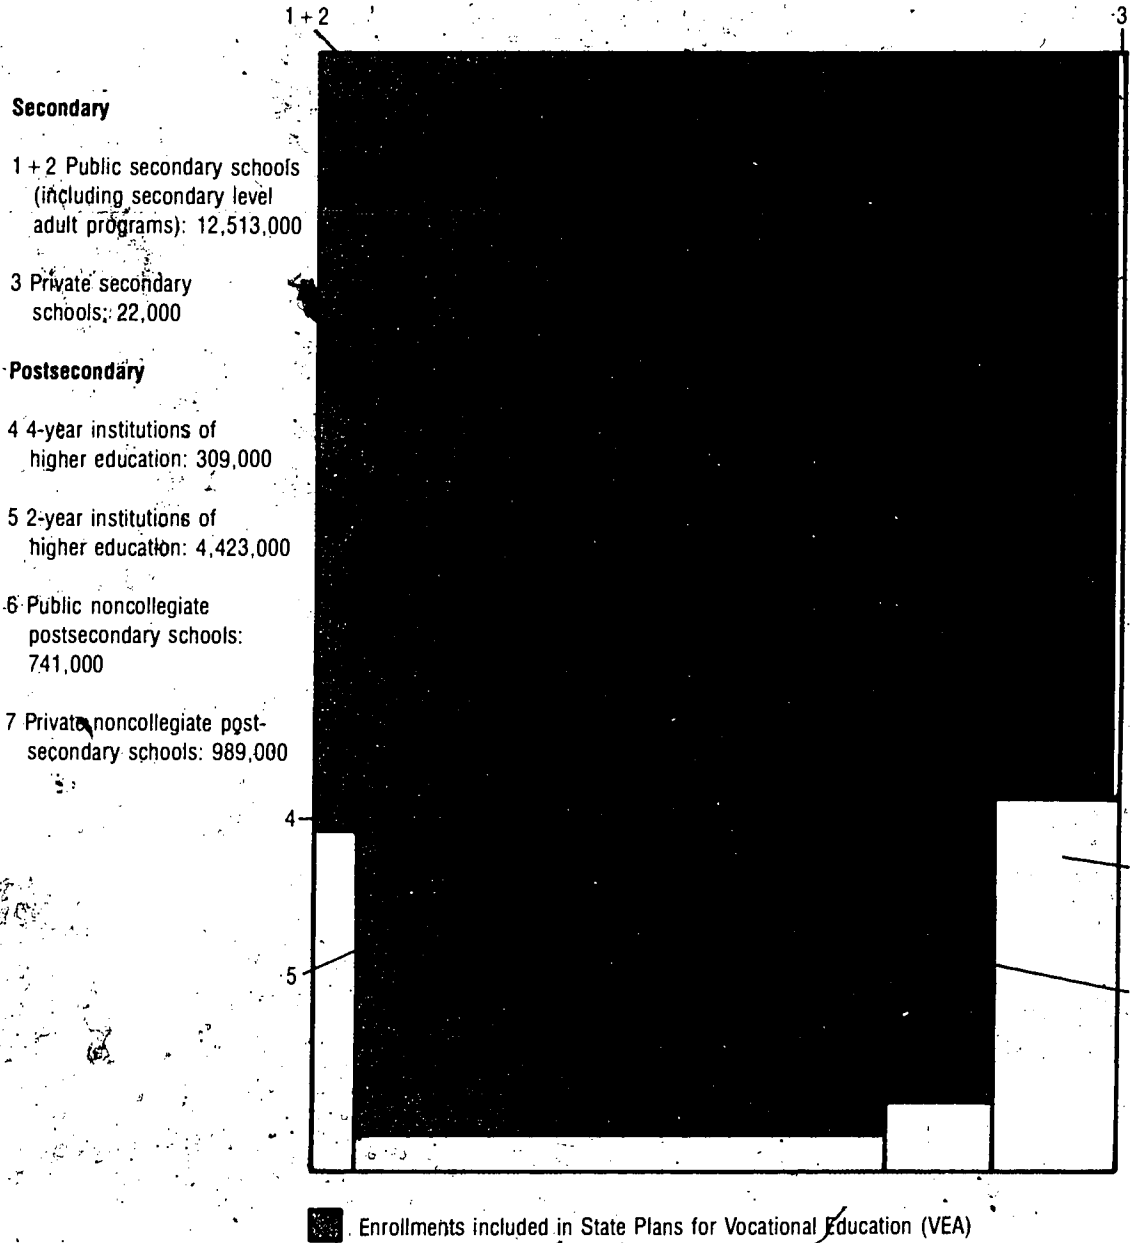 1 + 2
3
Secondary
1 + 2 Public secondary schools
(including secondary level
adult programs): 12,513,000
3 Private secondary
schools: 22,000
Postsecondary
4 4-year institutions of
higher education: 309,000
5 2-year institutions of
higher education: 4,423,000
6 Public noncollegiate
postsecondary schools:
741,000
7 Private noncollegiate post-
secondary schools: 989,000
4
5
Enrollments included in State Plans for Vocational Education (VEA)